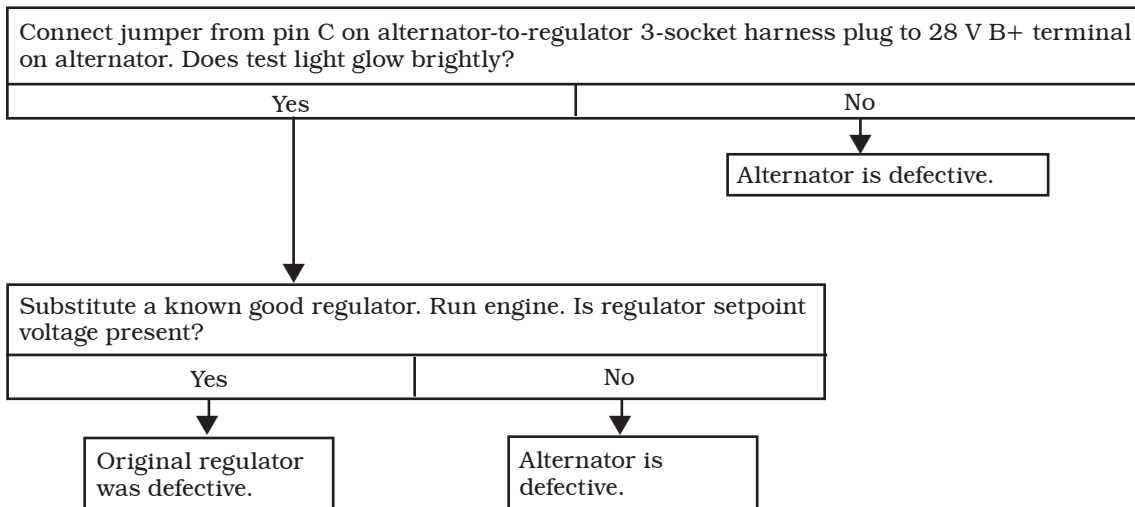 Connect jumper from pin C on alternator-to-regulator 3-socket harness plug to 28 V B+ terminal
on alternator. Does test light glow brightly?
Yes
No
Alternator is defective.
Substitute a known good regulator. Run engine. Is regulator setpoint
voltage present?
Yes
No
Original regulator
was defective.
Alternator is
defective.